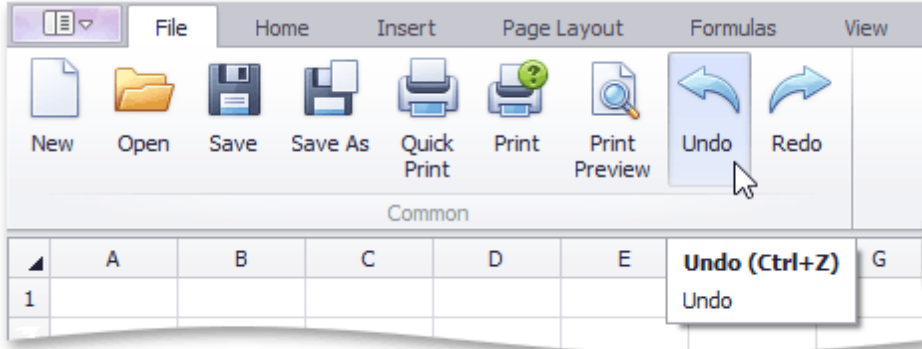 File Home Insert Page Layout Formulas View
New Open Save Save As Quick Print Print Print Preview Undo Redo
Common
A B C D E G
Undo (Ctrl+Z)
1
Undo